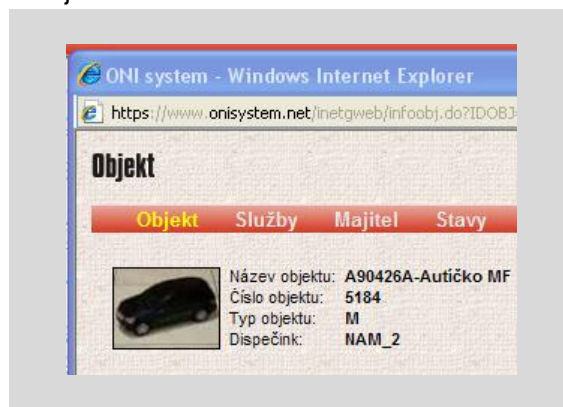 ONI system - Windows Internet Explorer
https://www.onisystem.net/inetgweb/infoobj.do?IDOBJ=
Objekt
Objekt Služby Majitel Stavy
Název objektu: A90426A-Autíčko MF
Číslo objektu: 5184
Typ objektu: M
Dispečink: NAM_2